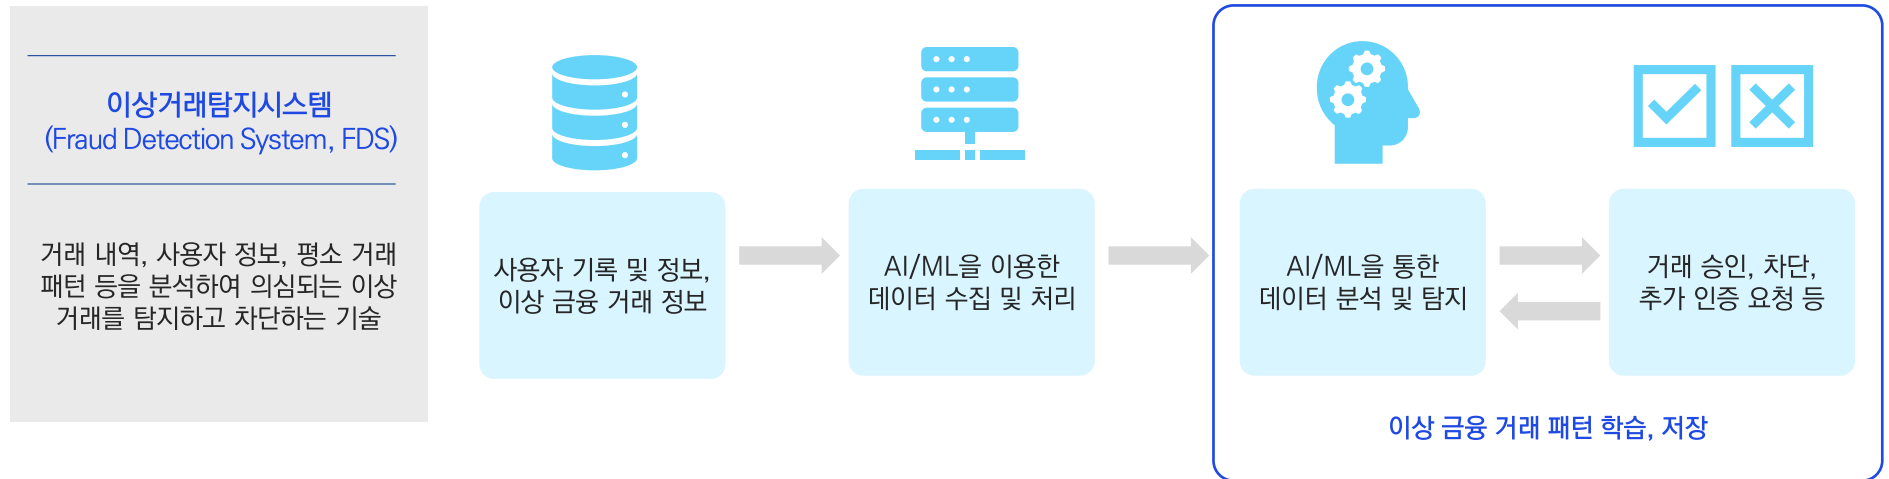 이상거래탐지시스템
(Fraud Detection System, FDS)
거래 내역, 사용자 정보, 평소 거래
패턴 등을 분석하여 의심되는 이상
거래를 탐지하고 차단하는 기술
사용자 기록 및 정보,
이상 금융 거래 정보
AI/ML을 이용한
데이터 수집 및 처리
AI/ML을 통한
데이터 분석 및 탐지
거래 승인, 차단,
추가 인증 요청 등
이상 금융 거래 패턴 학습, 저장